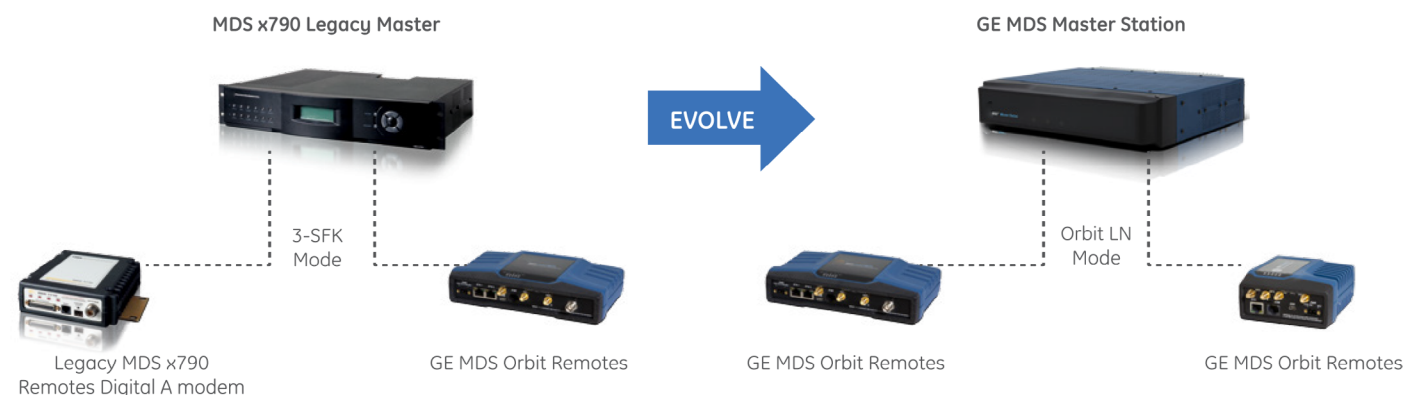 MDS x790 Legacy Master
GE MDS Master Station
EVOLVE
3-SFK
Mode
Orbit LN
Mode
Legacy MDS x790
Remotes Digital A modem
GE MDS Orbit Remotes
GE MDS Orbit Remotes
GE MDS Orbit Remotes